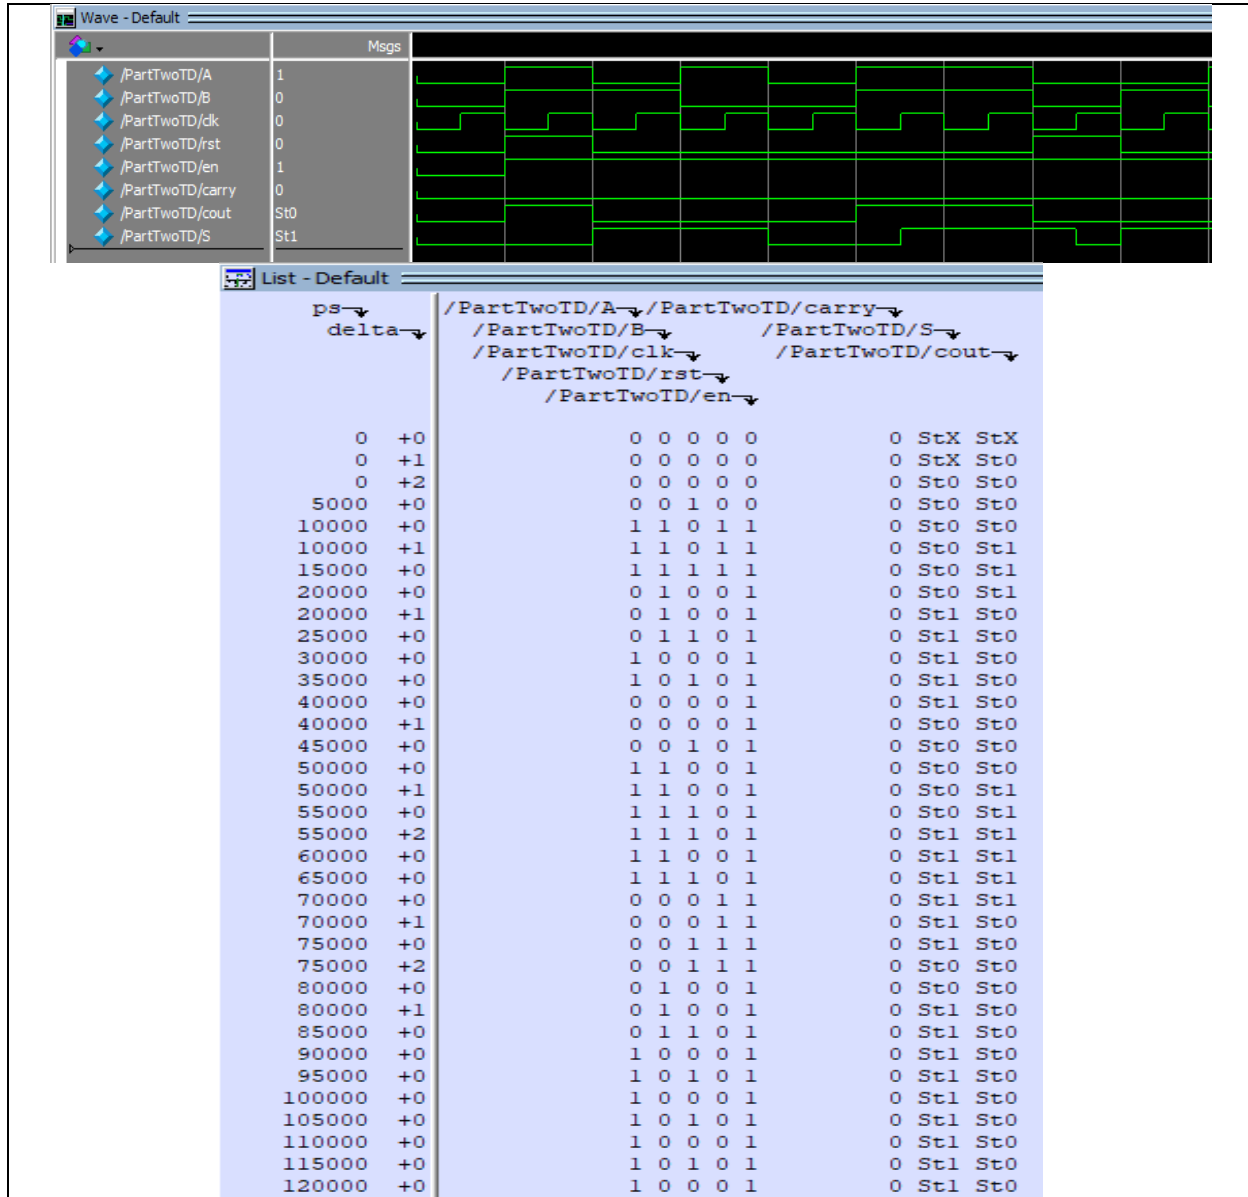 Wave - Default
Msgs
/PartTwoTD/A 1
/PartTwoTD/B 0
/PartTwoTD/clk 0
/PartTwoTD/rst 0
/PartTwoTD/en 1
/PartTwoTD/carry 0
/PartTwoTD/cout St0
/PartTwoTD/S St1
List - Default
ps /PartTwoTD/A /PartTwoTD/carry
delta /PartTwoTD/B /PartTwoTD/S
/PartTwoTD/clk /PartTwoTD/cout
/PartTwoTD/rst
/PartTwoTD/en
0 +0 0 0 0 0 0 0 StX StX
0 +1 0 0 0 0 0 0 StX St0
0 +2 0 0 0 0 0 0 St0 St0
5000 +0 0 0 1 0 0 0 St0 St0
10000 +0 1 1 0 1 1 0 St0 St0
10000 +1 1 1 0 1 1 0 St0 St1
15000 +0 1 1 1 1 1 0 St0 St1
20000 +0 0 1 0 0 1 0 St0 St1
20000 +1 0 1 0 0 1 0 St1 St0
25000 +0 0 1 1 0 1 0 St1 St0
30000 +0 1 0 0 0 1 0 St1 St0
35000 +0 1 0 1 0 1 0 St1 St0
40000 +0 0 0 0 0 1 0 St1 St0
40000 +1 0 0 0 0 1 0 St0 St0
45000 +0 0 0 1 0 1 0 St0 St0
50000 +0 1 1 0 0 1 0 St0 St0
50000 +1 1 1 0 0 1 0 St0 St1
55000 +0 1 1 1 0 1 0 St0 St1
55000 +2 1 1 1 0 1 0 St1 St1
60000 +0 1 1 0 0 1 0 St1 St1
65000 +0 1 1 1 0 1 0 St1 St1
70000 +0 0 0 0 1 1 0 St1 St1
70000 +1 0 0 0 1 1 0 St1 St0
75000 +0 0 0 1 1 1 0 St1 St0
75000 +2 0 0 1 1 1 0 St0 St0
80000 +0 0 1 0 0 1 0 St0 St0
80000 +1 0 1 0 0 1 0 St1 St0
85000 +0 0 1 1 0 1 0 St1 St0
90000 +0 1 0 0 0 1 0 St1 St0
95000 +0 1 0 1 0 1 0 St1 St0
100000 +0 1 0 0 0 1 0 St1 St0
105000 +0 1 0 1 0 1 0 St1 St0
110000 +0 1 0 0 0 1 0 St1 St0
115000 +0 1 0 1 0 1 0 St1 St0
120000 +0 1 0 0 0 1 0 St1 St0